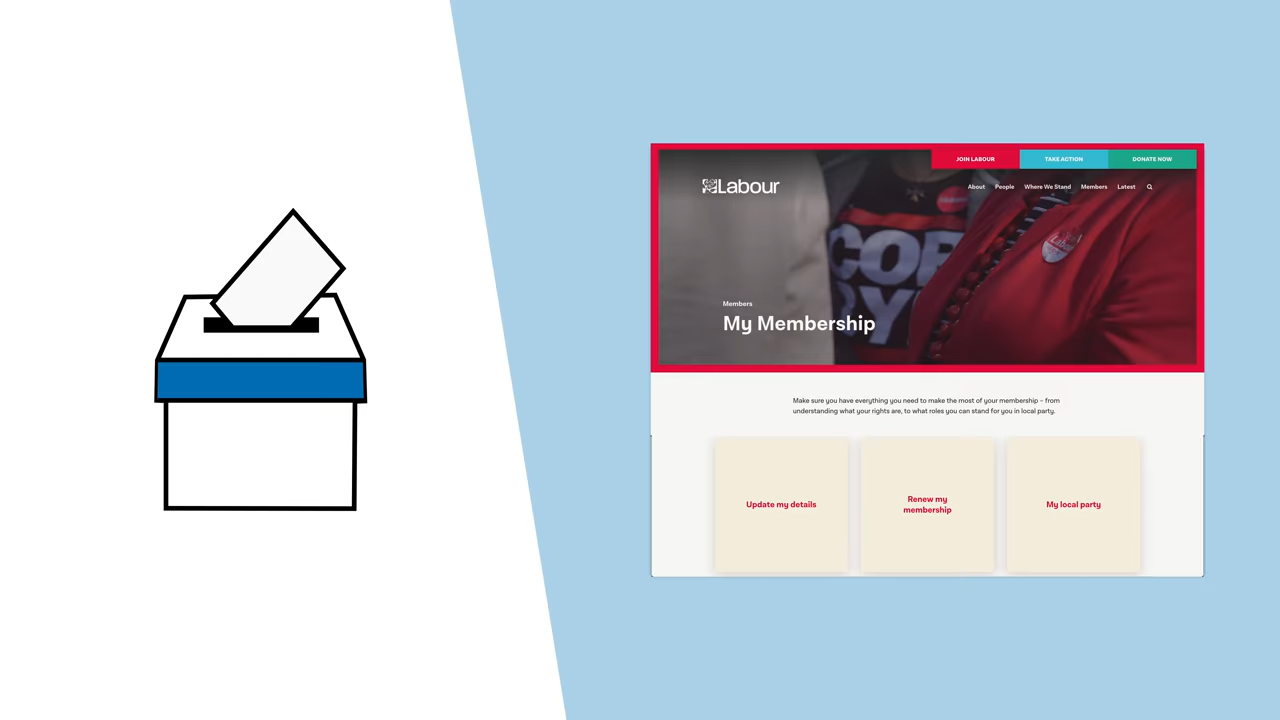 JOIN LABOUR
TAKE ACTION
DONATE NOW
Labour
About
People
Where We Stand
Members
Latest
COR
BYN
Labour
Members
My Membership
Make sure you have everything you need to make the most of your membership – from
understanding what your rights are, to what roles you can stand for you in local party.
Update my details
Renew my
membership
My local party